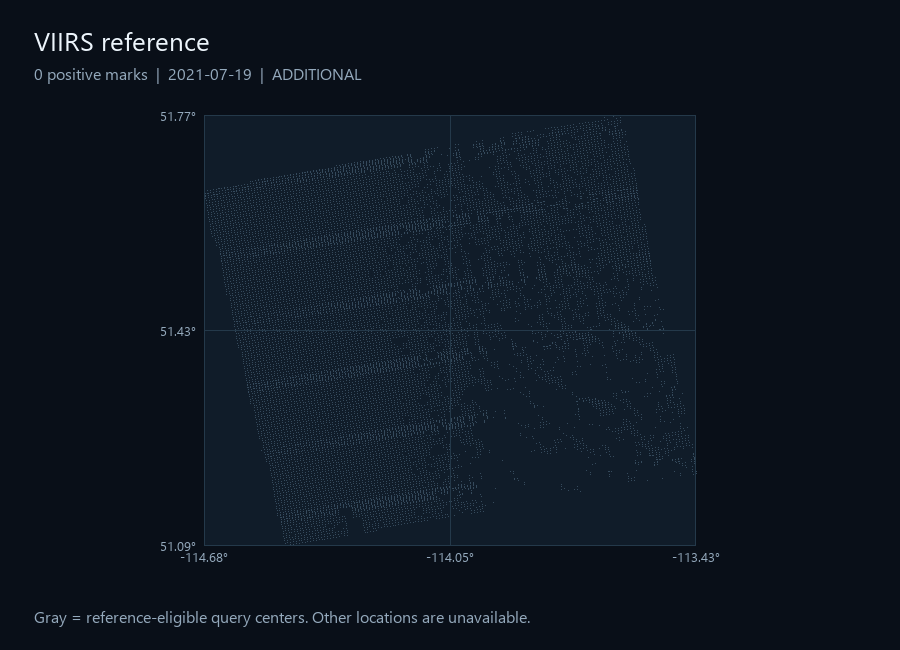 VIIRS reference
0 positive marks | 2021-07-19 | ADDITIONAL
51.77°
51.43°
51.09°
-114.68° -114.05° -113.43°
Gray = reference-eligible query centers. Other locations are unavailable.